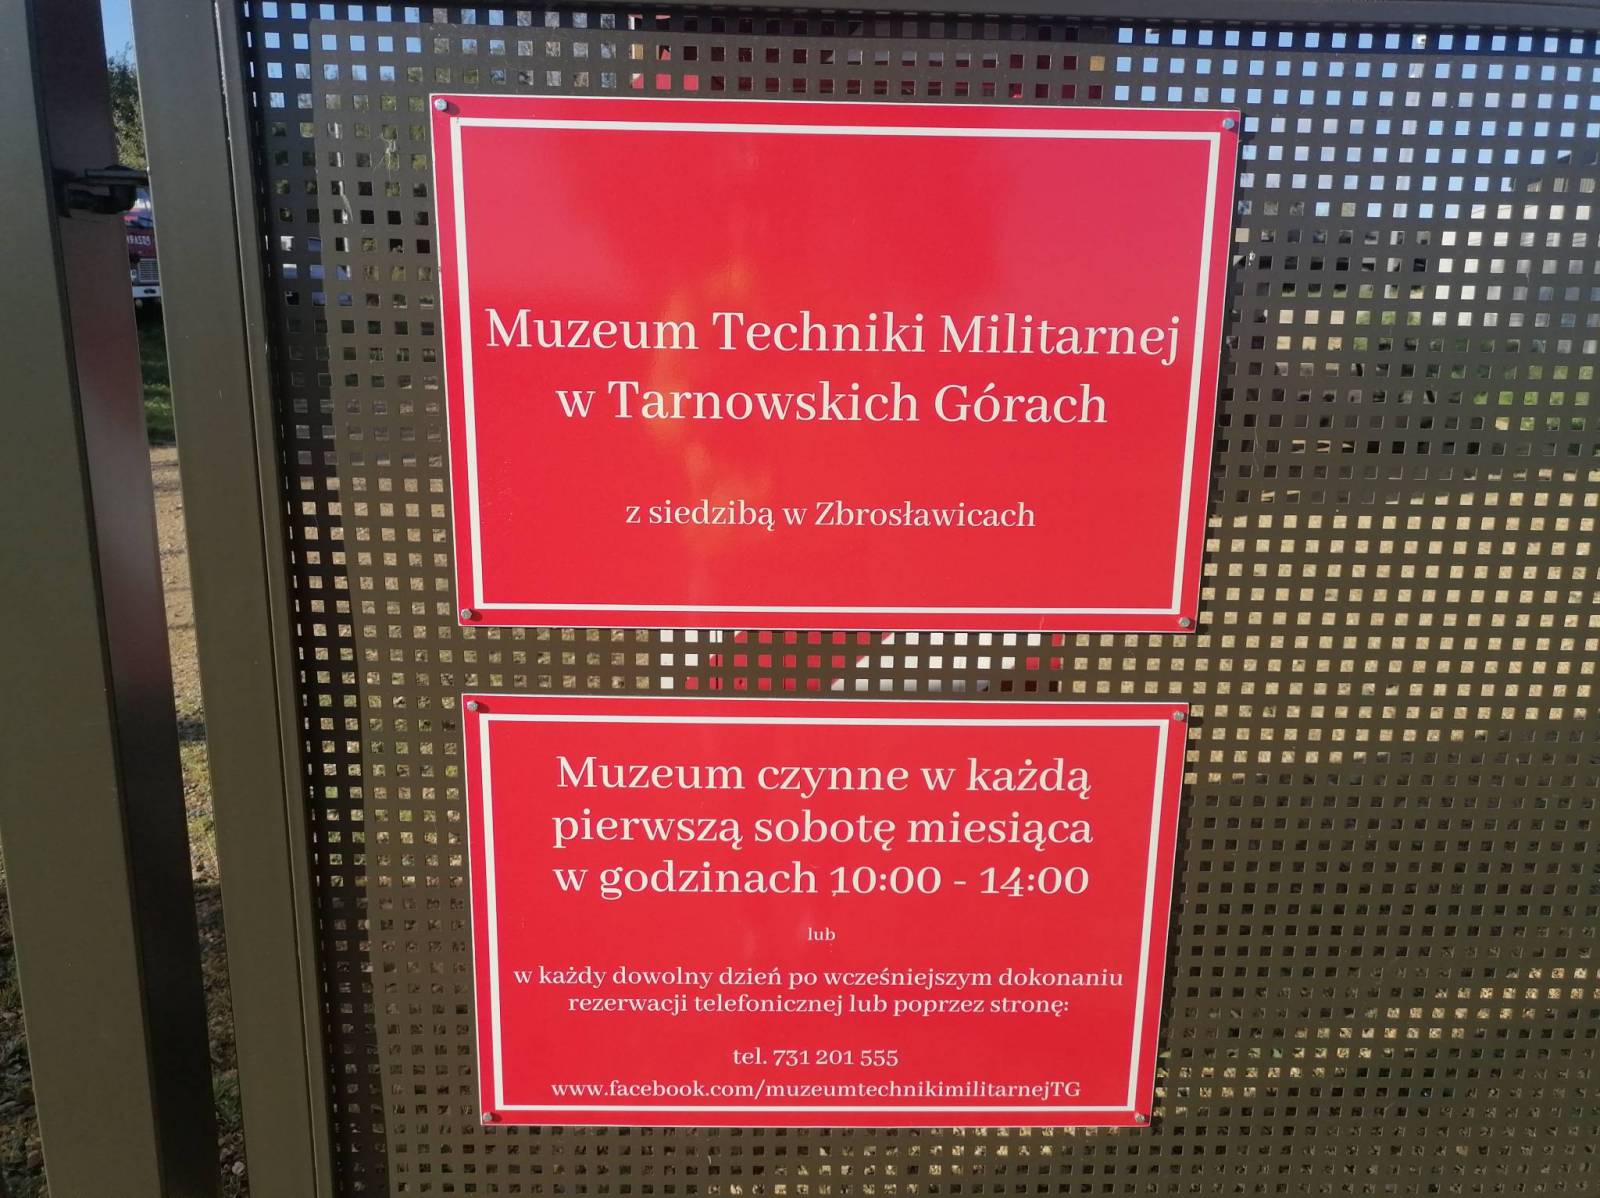 Muzeum Techniki Militarnej
w Tarnowskich Górach
z siedzibą w Zbrosławicach
Muzeum czynne w każdą
pierwszą sobotę miesiąca
w godzinach 10:00 - 14:00
lub
w każdy dowolny dzień po wcześniejszym dokonaniu
rezerwacji telefonicznej lub poprzez stronę:
tel. 731 201 555
www.facebook.com/muzeumtechnikimilitarnejTG